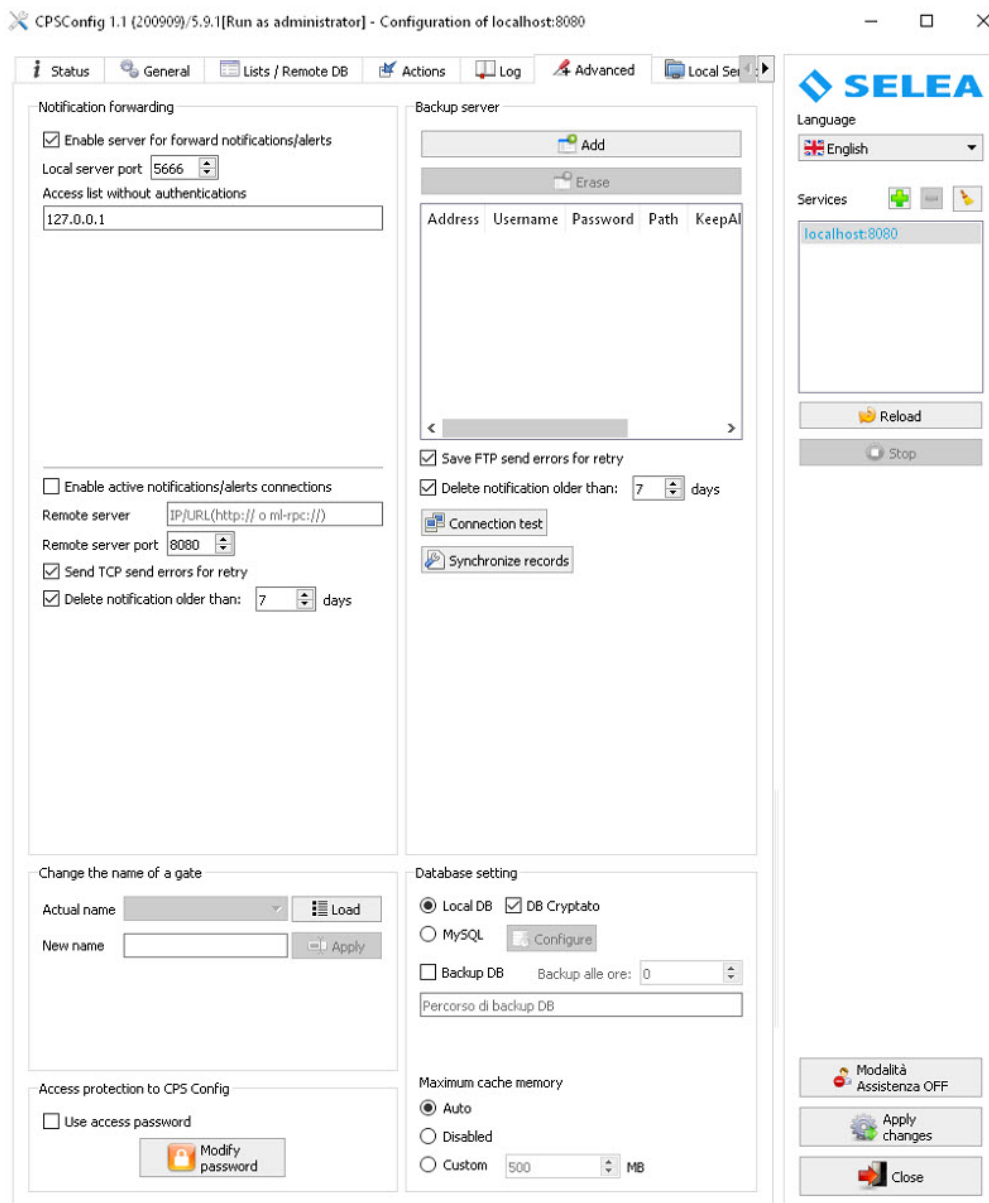 CPSConfig 1.1 (200909)/5.9.1[Run as administrator] - Configuration of localhost:8080
Status General Lists / Remote DB Actions Log Advanced
Notification forwarding
Enable server for forward notifications/alerts
Local server port 5666
Access list without authentications
127.0.0.1
Enable active notifications/alerts connections
Remote server IP/URL(http:// o ml-rpc://)
Remote server port 8080
Send TCP send errors for retry
Delete notification older than: 7 days
Backup server
Add
Erase
Address Username Password Path KeepAl
Save FTP send errors for retry
Delete notification older than: 7 days
Connection test
Synchronize records
Change the name of a gate
Actual name Load
New name Apply
Database setting
Local DB DB Cryptato
MySQL Configure
Backup DB Backup alle ore: 0
Percorso di backup DB
Access protection to CPS Config
Use access password
Modify
password
Maximum cache memory
Auto
Disabled
Custom 500 MB
SELEA
Language
English
Services
localhost:8080
Reload
Stop
Modalità
Assistenza OFF
Apply
changes
Close